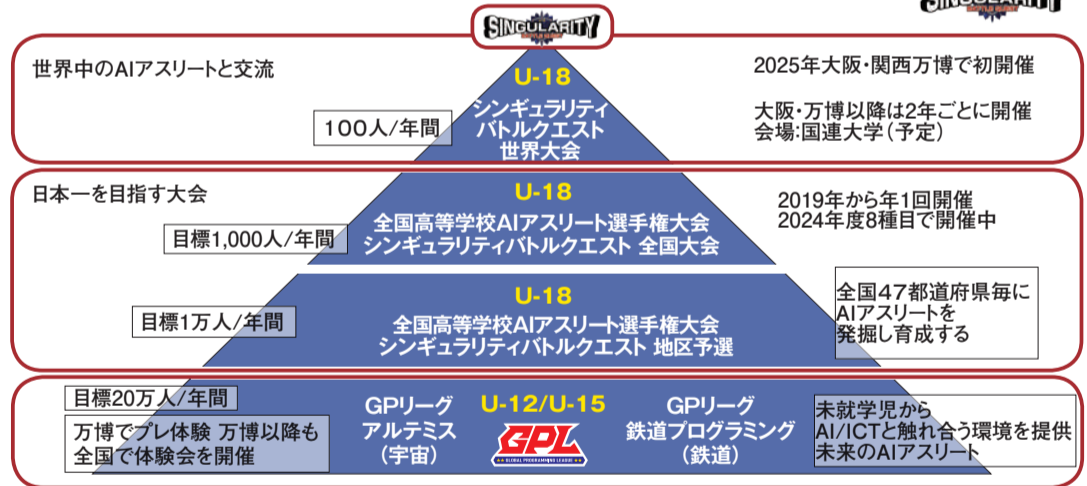 SINGULARITY
SINGULARITY
世界中のAIアスリートと交流
100人/年間
U-18
シンギュラリティ
バトルクエスト
世界大会
2025年大阪・関西万博で初開催
大阪・万博以降は2年ごとに開催
会場:国連大学(予定)
日本一を目指す大会
目標1,000人/年間
U-18
全国高等学校AIアスリート選手権大会
シンギュラリティバトルクエスト 全国大会
2019年から年1回開催
2024年度8種目で開催中
目標1万人/年間
U-18
全国高等学校AIアスリート選手権大会
シンギュラリティバトルクエスト 地区予選
全国47都道府県毎に
AIアスリートを
発掘し育成する
目標20万人/年間
万博でプレ体験 万博以降も
全国で体験会を開催
GPリーグ
アルテミス
(宇宙)
U-12/U-15
GPL
GLOBAL PROGRAMMING LEAGUE
GPリーグ
鉄道プログラミング
(鉄道)
未就学児から
AI/ICTと触れ合う環境を提供
未来のAIアスリート